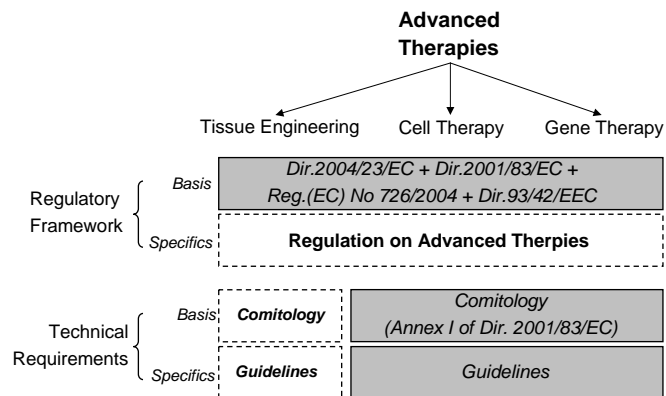 Advanced
Therapies
Tissue Engineering Cell Therapy Gene Therapy
Regulatory
Framework
Basis
Dir.2004/23/EC + Dir.2001/83/EC +
Reg.(EC) No 726/2004 + Dir.93/42/EEC
Specifics
Regulation on Advanced Therpies
Technical
Requirements
Basis
Comitology
Comitology
(Annex I of Dir. 2001/83/EC)
Specifics
Guidelines
Guidelines